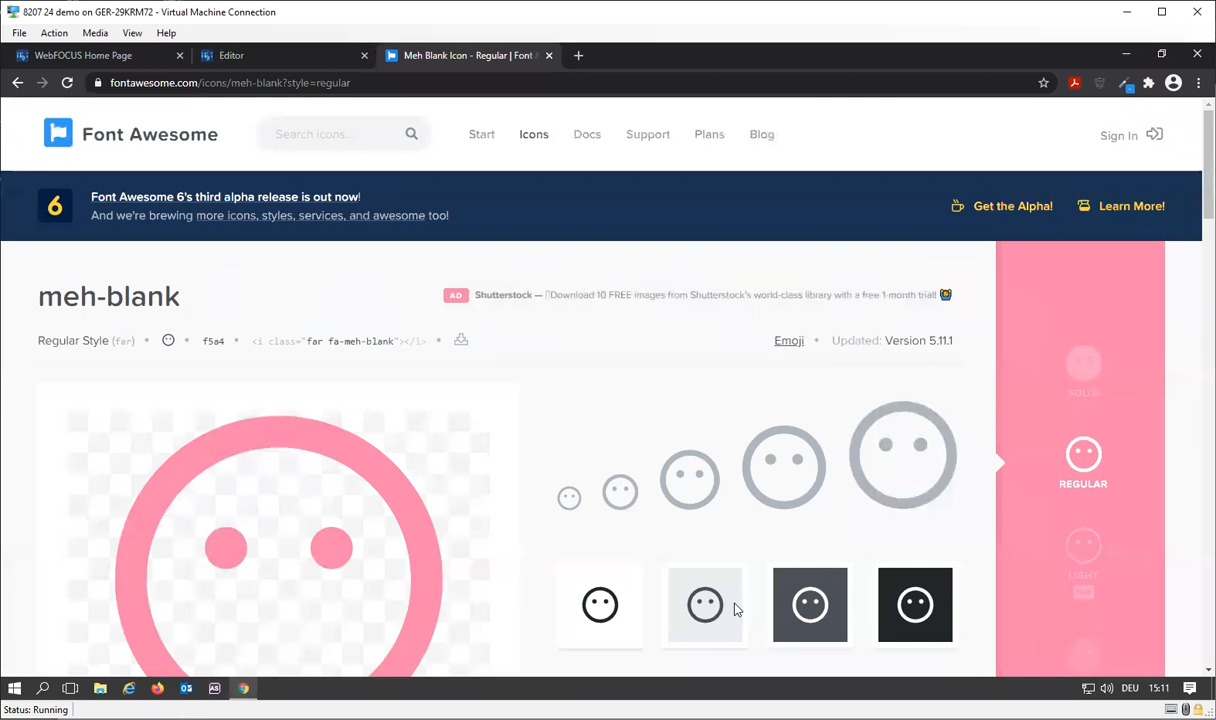 8207 24 demo on GER-29KRM72 - Virtual Machine Connection
File Action Media View Help
WebFOCUS Home Page
Editor
Meh Blank Icon - Regular | Font
fontawesome.com/icons/meh-blank?style=regular
Font Awesome
Search icons...
Start Icons Docs Support Plans Blog
Sign In
6
Font Awesome 6's third alpha release is out now!
And we're brewing more icons, styles, services, and awesome too!
Get the Alpha! Learn More!
meh-blank
AD Shutterstock — Download 10 FREE images from Shutterstock's world-class library with a free 1-month trial!
Regular Style (far) • • f5a4 • <i class="far fa-meh-blank"></i> •
Emoji • Updated: Version 5.11.1
SOLID
REGULAR
LIGHT
DEU 15:11
Status: Running